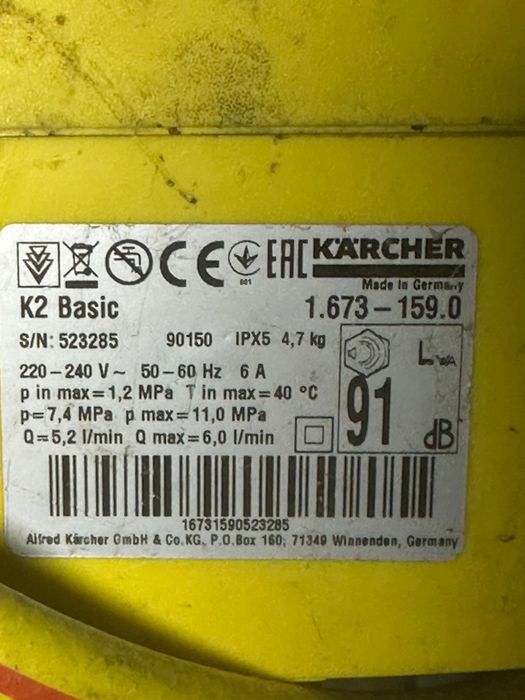 001 EAC KÄRCHER
Made in Germany
K2 Basic 1.673-159.0
S/N: 523285 90150 IPX5 4,7 kg
220-240 V~ 50-60 Hz 6 A
p in max=1,2 MPa T in max=40 °C
p=7,4 MPa p max=11,0 MPa
Q=5,2 l/min Q max=6,0 l/min
LWA
91
dB
16731590523285
Alfred Kärcher GmbH & Co.KG. P.O.Box 160, 71349 Winnenden, Germany